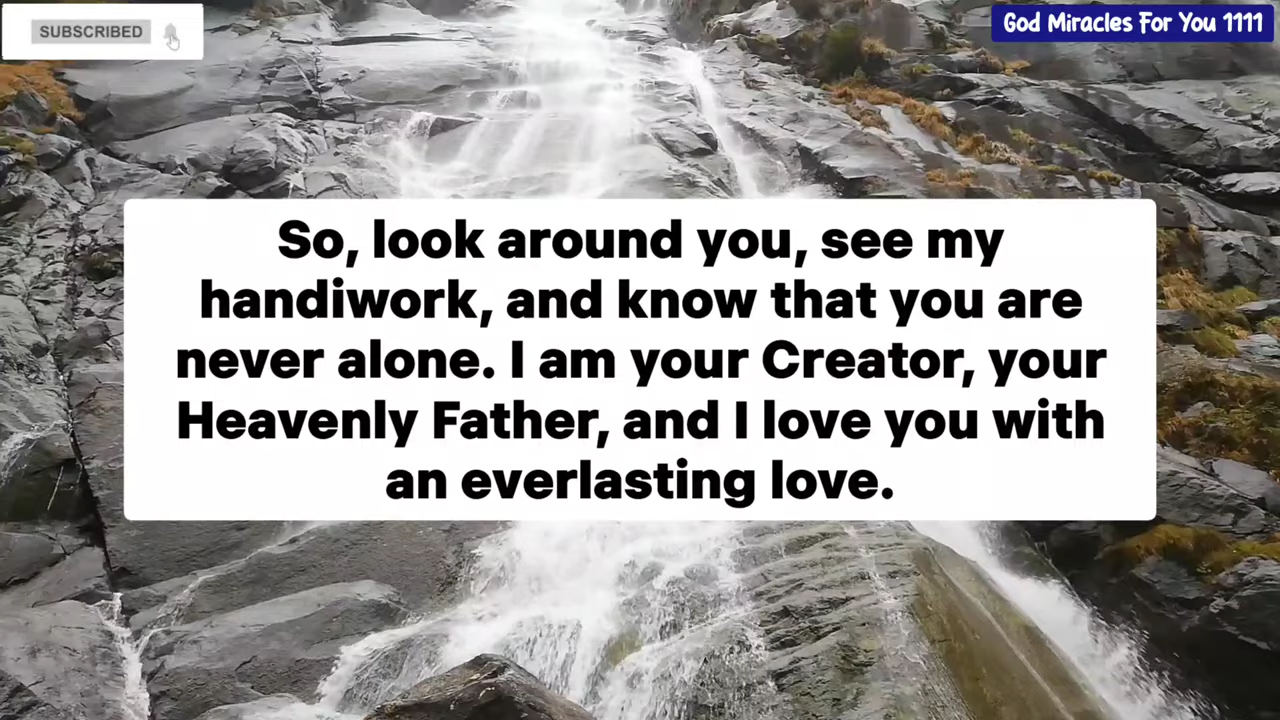 SUBSCRIBED
God Miracles For You 1111
So, look around you, see my
handiwork, and know that you are
never alone. I am your Creator, your
Heavenly Father, and I love you with
an everlasting love.